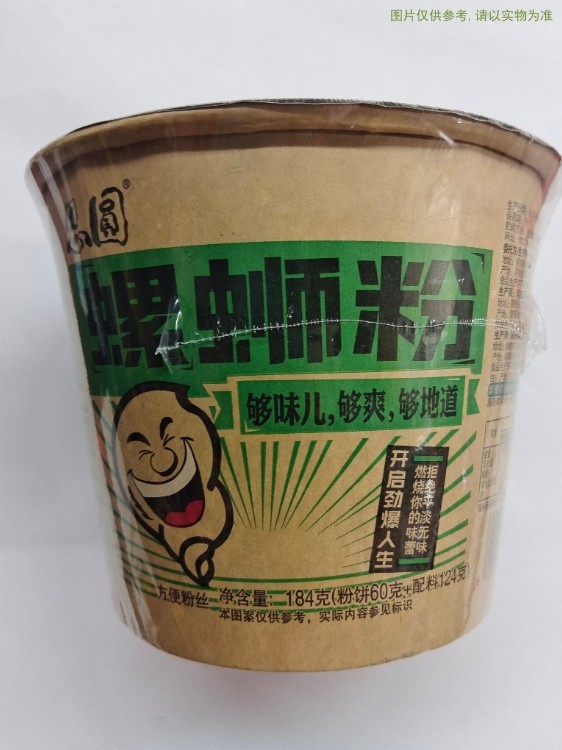 图片仅供参考,请以实物为准
思圓®
螺蛳粉
够味儿,够爽,够地道
拒绝平淡无味
燃烧你的味蕾
开启劲爆人生
方便粉丝 净含量:184克(粉饼60克+配料124克)
本图案仅供参考,实际内容参见标识